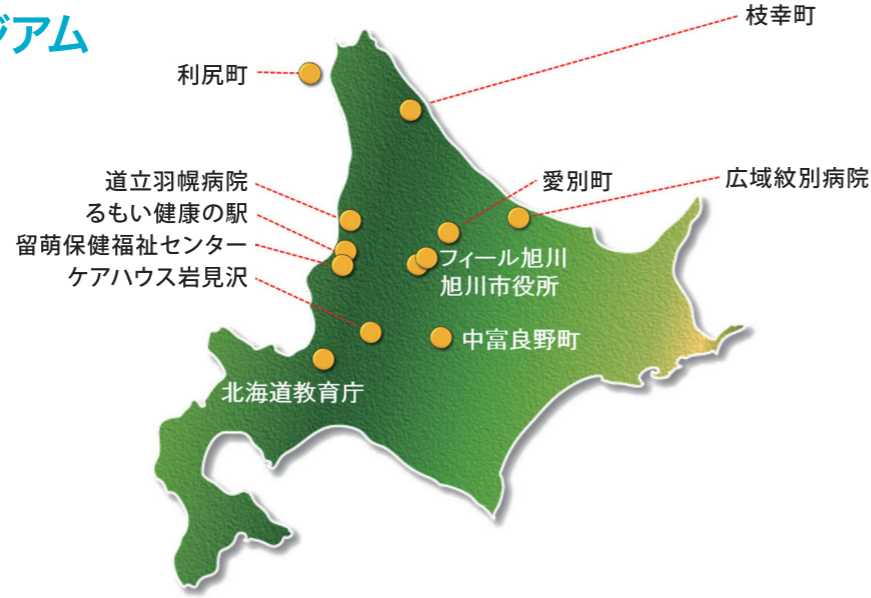 ジアム
枝幸町
利尻町
道立羽幌病院
るもい健康の駅
留萌保健福祉センター
ケアハウス岩見沢
愛別町
広域紋別病院
フィール旭川
旭川市役所
中富良野町
北海道教育庁